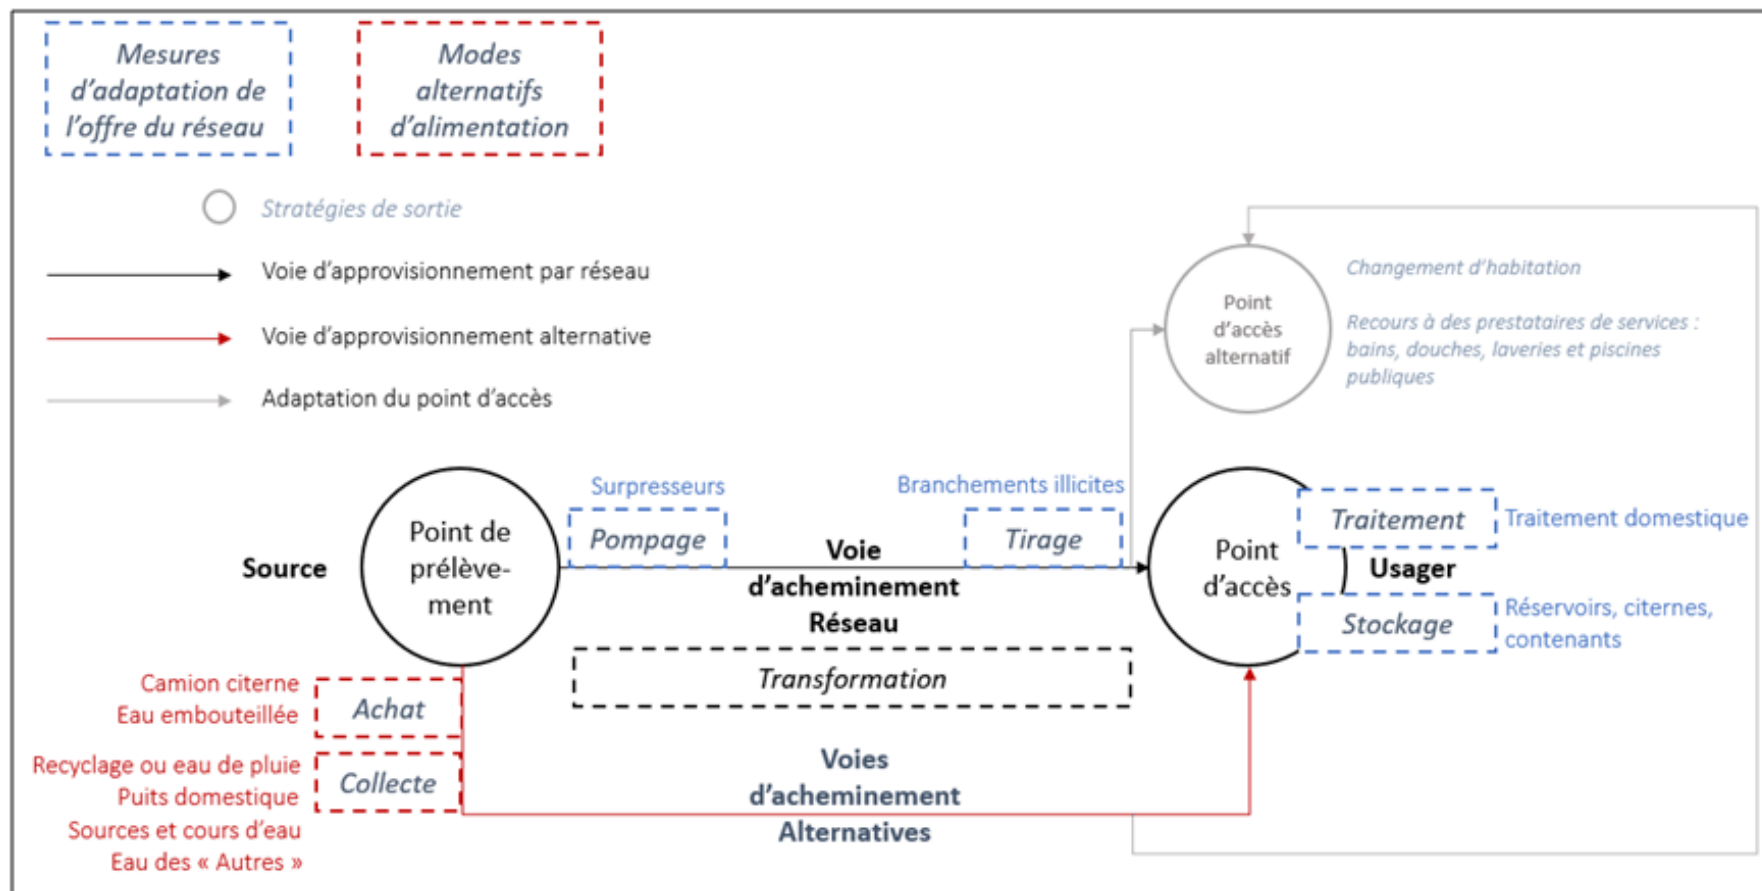 Mesures
d'adaptation de
l'offre du réseau
Modes
alternatifs
d'alimentation
Stratégies de sortie
Voie d'approvisionnement par réseau
Voie d'approvisionnement alternative
Adaptation du point d'accès
Point
d'accès
alternatif
Changement d'habitation
Recours à des prestataires de services :
bains, douches, laveries et piscines
publiques
Source
Point de
prélève-
ment
Surpresseurs
Pompage
Branchements illicites
Tirage
Voie
d'acheminement
Réseau
Transformation
Point
d'accès
Traitement
Traitement domestique
Usager
Stockage
Réservoirs, citernes,
contenants
Camion citerne
Eau embouteillée
Achat
Recyclage ou eau de pluie
Puits domestique
Collecte
Sources et cours d'eau
Eau des « Autres »
Voies
d'acheminement
Alternatives